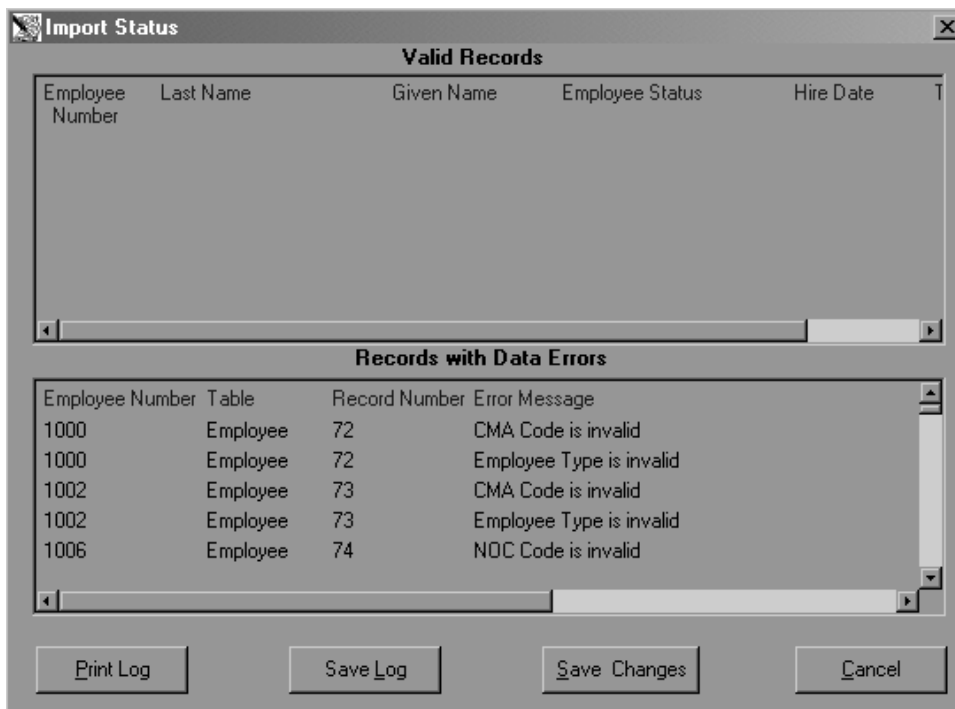 Import Status
Valid Records
Employee Number Last Name Given Name Employee Status Hire Date T
Records with Data Errors
Employee Number Table Record Number Error Message
1000 Employee 72 CMA Code is invalid
1000 Employee 72 Employee Type is invalid
1002 Employee 73 CMA Code is invalid
1002 Employee 73 Employee Type is invalid
1006 Employee 74 NOC Code is invalid
Print Log Save Log Save Changes Cancel